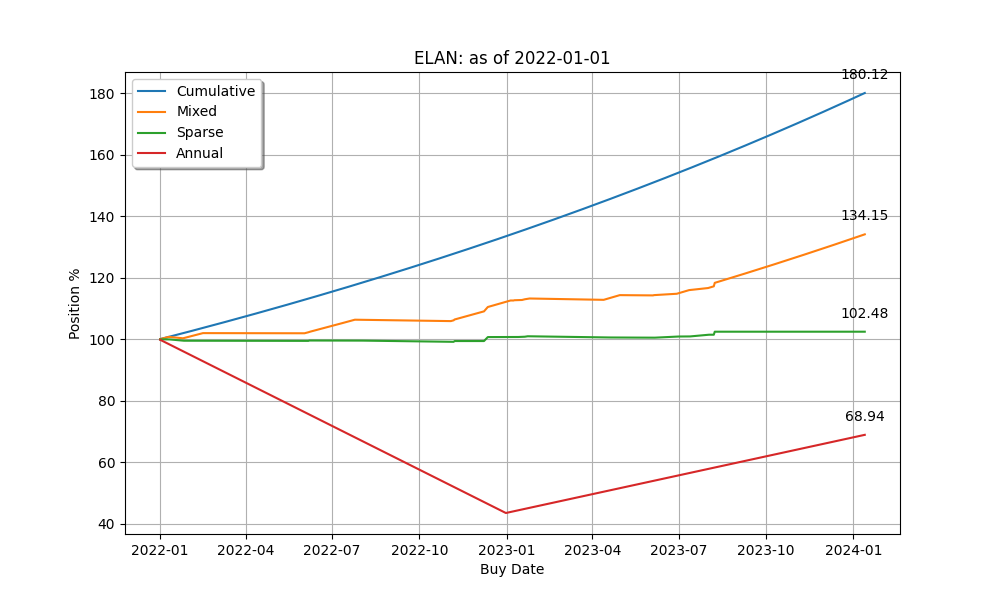 ELAN: as of 2022-01-01
180.12
180
Cumulative
Mixed
Sparse
Annual
160
140
134.15
120
102.48
100
80
68.94
60
40
Position %
2022-01 2022-04 2022-07 2022-10 2023-01 2023-04 2023-07 2023-10 2024-01
Buy Date